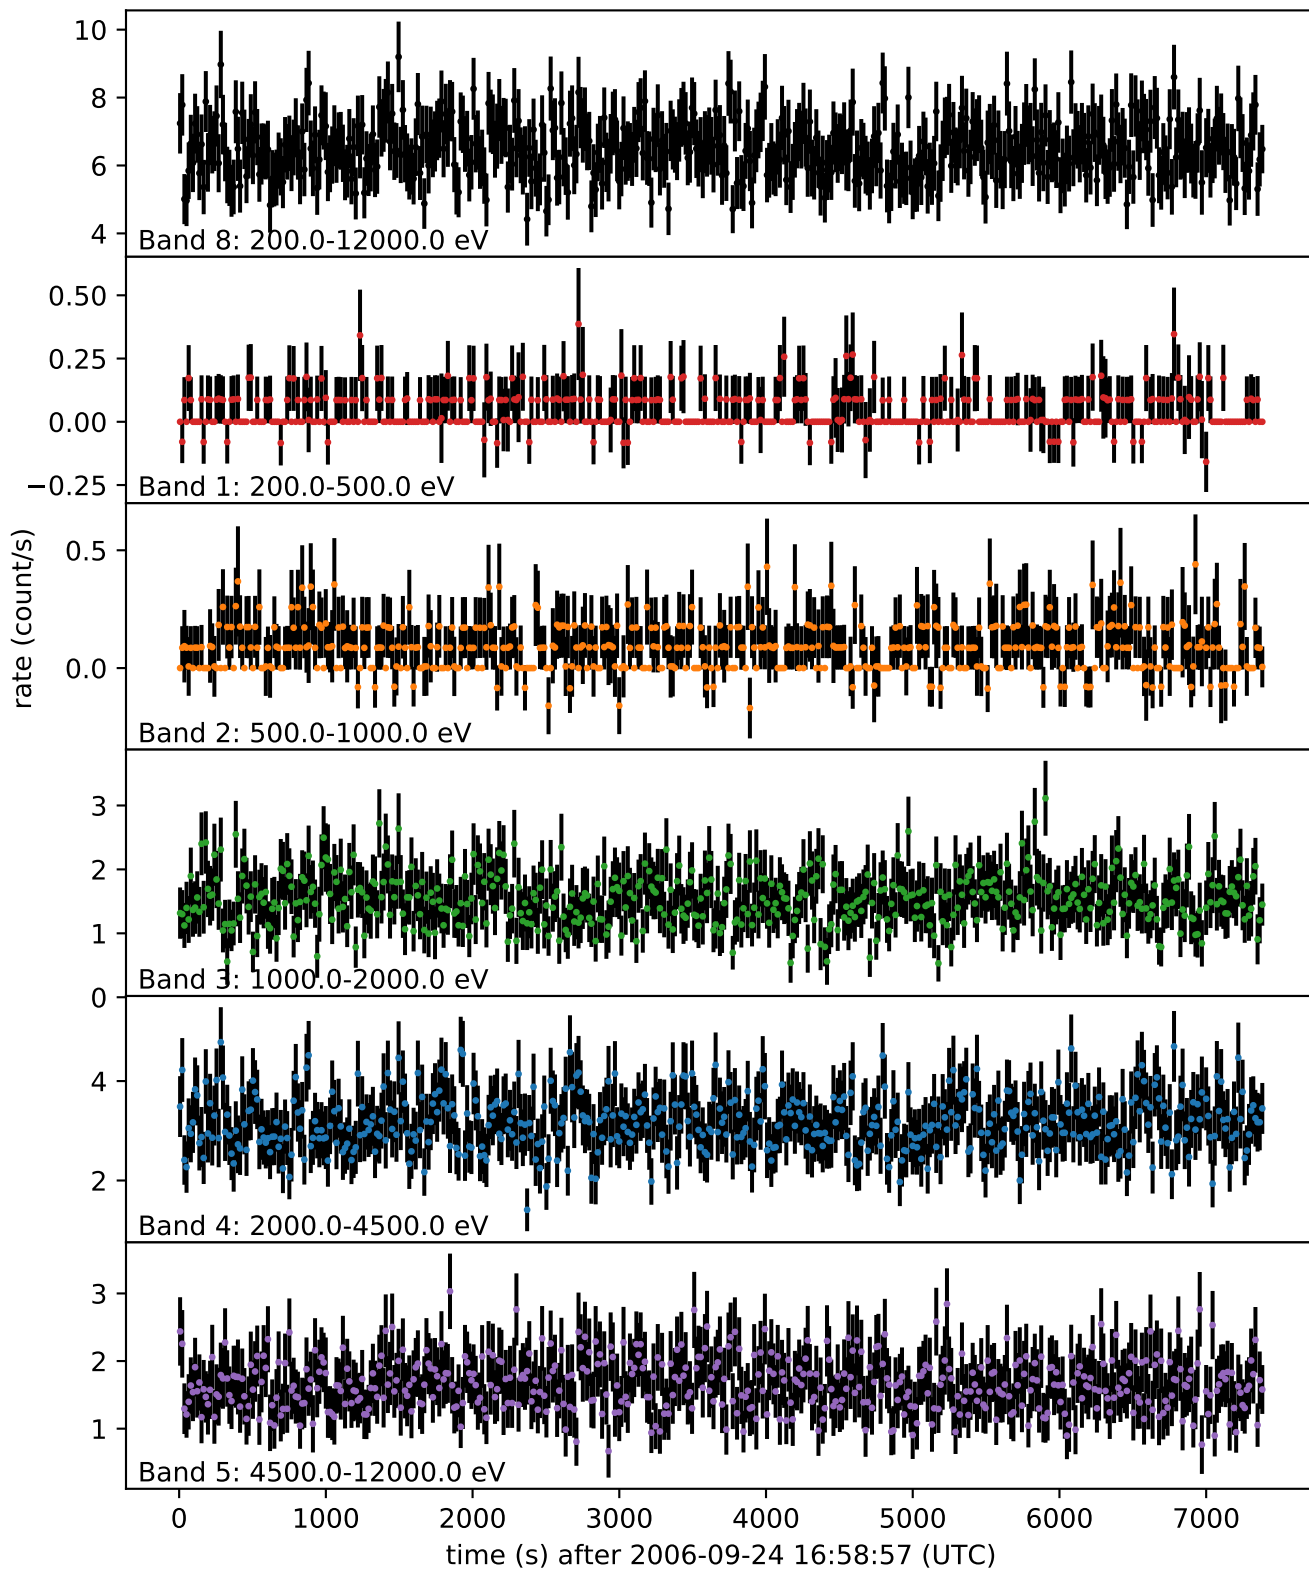 10
8
6
4
Band 8: 200.0-12000.0 eV
0.50
0.25
0.00
−0.25
Band 1: 200.0-500.0 eV
0.5
0.0
Band 2: 500.0-1000.0 eV
rate (count/s)
3
2
1
0
Band 3: 1000.0-2000.0 eV
4
2
Band 4: 2000.0-4500.0 eV
3
2
1
Band 5: 4500.0-12000.0 eV
0 1000 2000 3000 4000 5000 6000 7000
time (s) after 2006-09-24 16:58:57 (UTC)